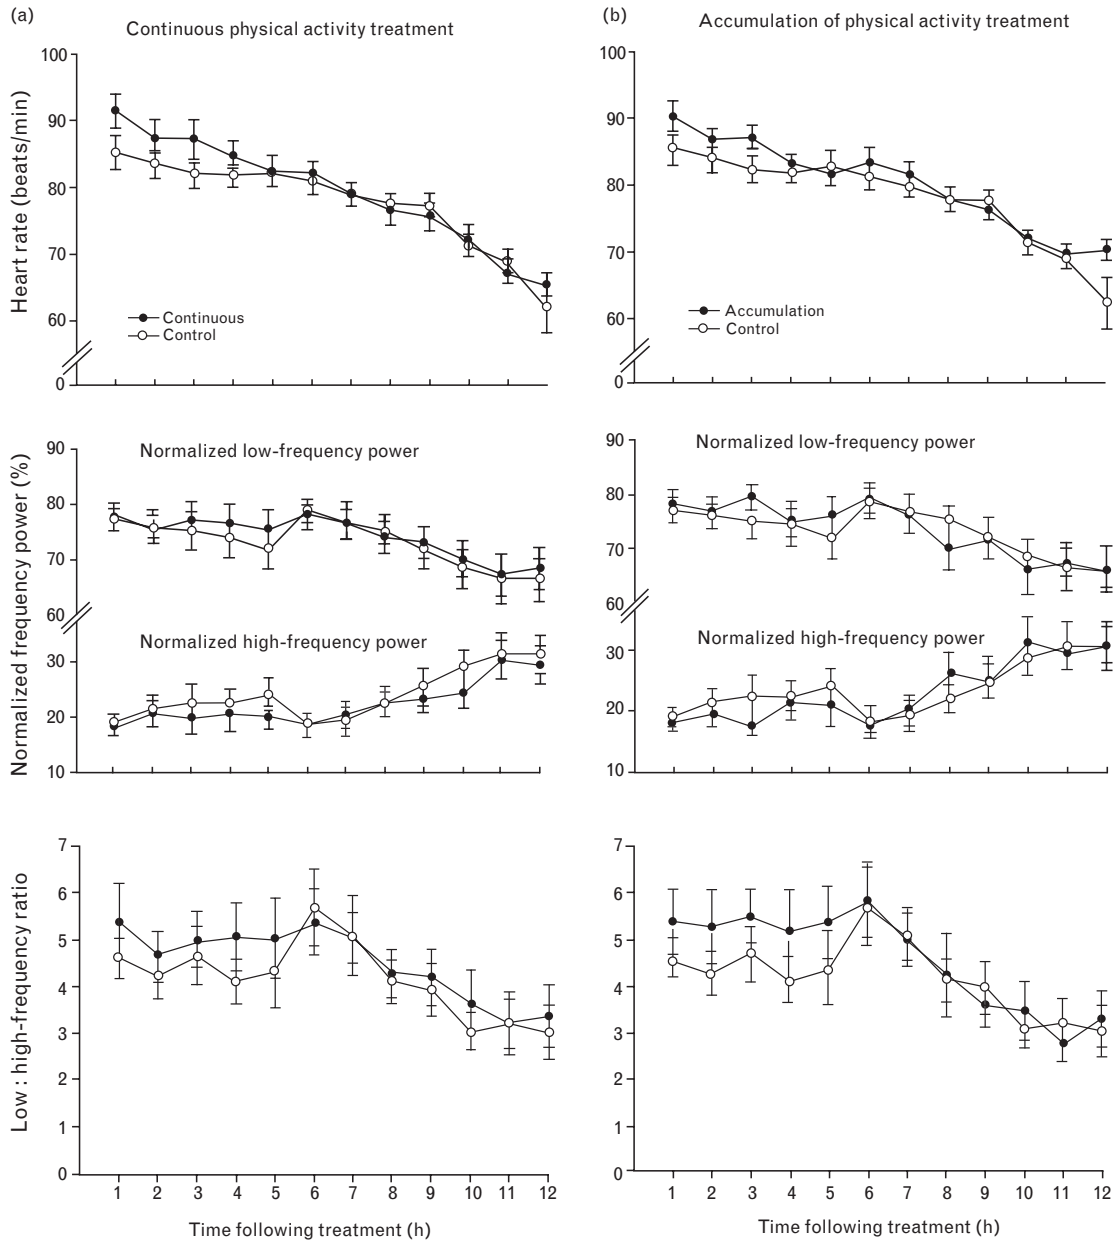 (a)
Continuous physical activity treatment
100
90
80
70
60
0
Heart rate (beats/min)
Continuous
Control
(b)
Accumulation of physical activity treatment
100
90
80
70
60
0
Accumulation
Control
Normalized frequency power (%)
90
80
70
60
30
20
10
Normalized low-frequency power
Normalized high-frequency power
90
80
70
60
30
20
10
Normalized low-frequency power
Normalized high-frequency power
Low : high-frequency ratio
7
6
5
4
3
2
1
0
1 2 3 4 5 6 7 8 9 10 11 12
Time following treatment (h)
7
6
5
4
3
2
1
0
1 2 3 4 5 6 7 8 9 10 11 12
Time following treatment (h)